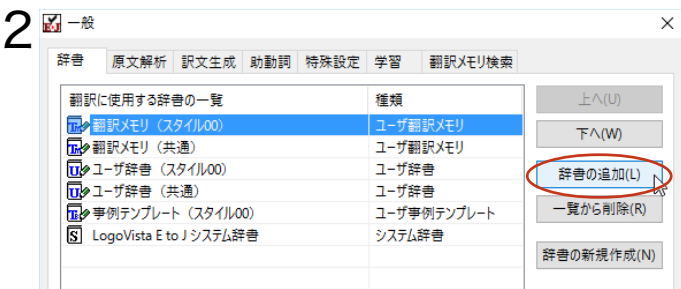 2
一般
辞書 原文解析 訳文生成 助動詞 特殊設定 学習 翻訳メモリ検索
翻訳に使用する辞書の一覧 種類
翻訳メモリ（スタイル00） ユーザ翻訳メモリ
翻訳メモリ（共通） ユーザ翻訳メモリ
ユーザ辞書（スタイル00） ユーザ辞書
ユーザ辞書（共通） ユーザ辞書
事例テンプレート（スタイル00） ユーザ事例テンプレート
LogoVista E to J システム辞書 システム辞書
上へ(U)
下へ(W)
辞書の追加(L)
一覧から削除(R)
辞書の新規作成(N)